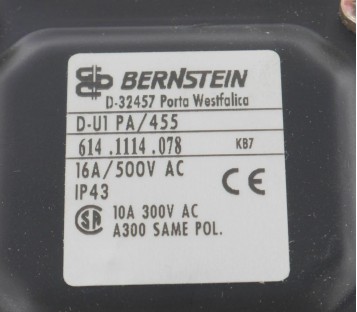 BERNSTEIN
D-32457 Porta Westfalica
D-U1 PA/455
614.1114.078 KB7
16A/500V AC
IP43
CE
10A 300V AC
A300 SAME POL.